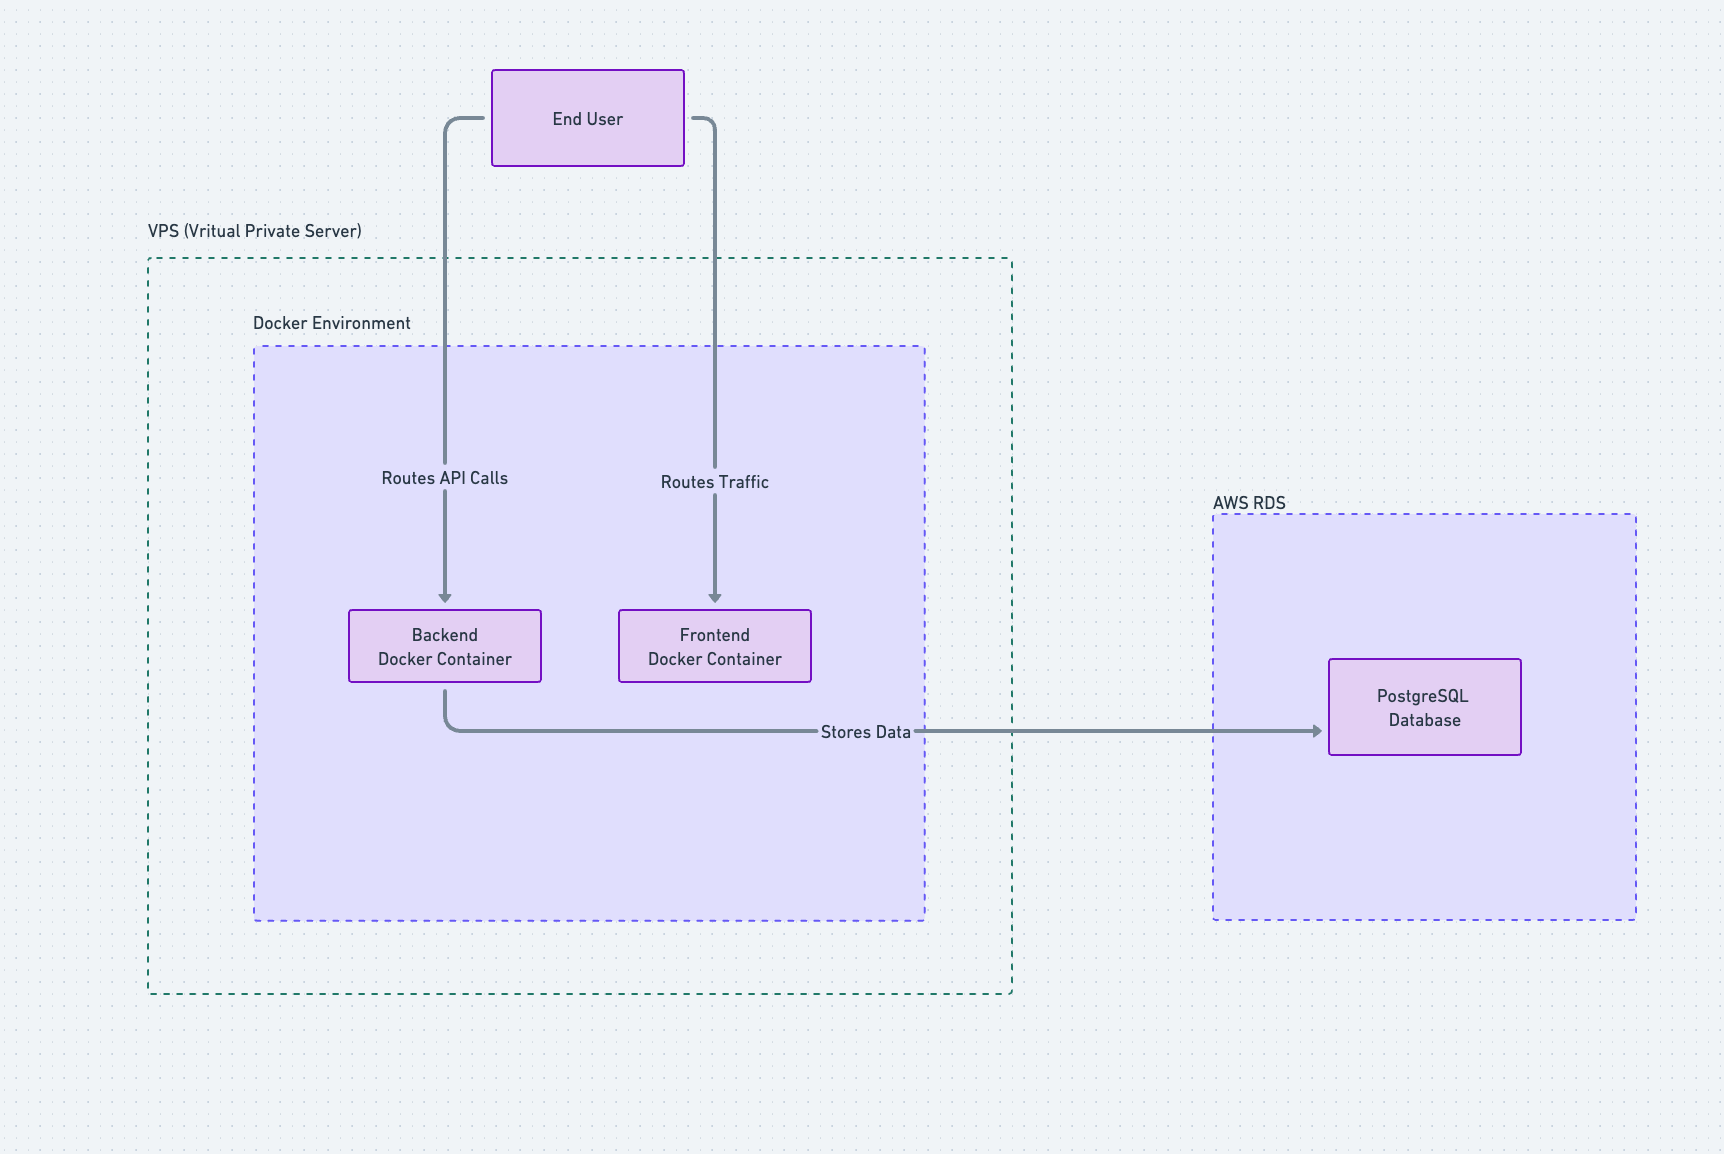 End User
VPS (Vritual Private Server)
Docker Environment
Routes API Calls
Routes Traffic
AWS RDS
Backend
Docker Container
Frontend
Docker Container
PostgreSQL
Database
Stores Data